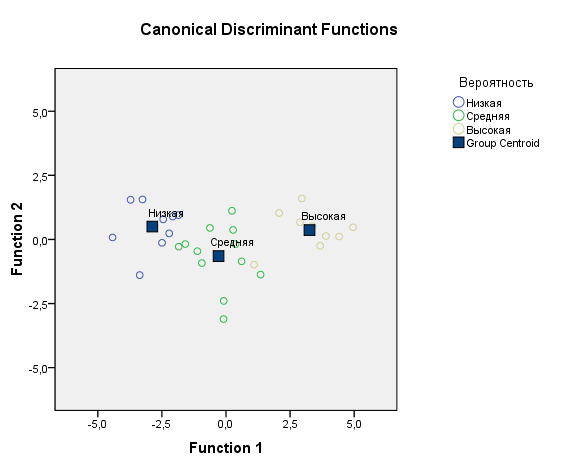 Canonical Discriminant Functions
Вероятность
Низкая
Средняя
Высокая
Group Centroid
5,0
2,5
0,0
-2,5
-5,0
Function 2
Низкая
Высокая
Средняя
-5,0 -2,5 0,0 2,5 5,0
Function 1